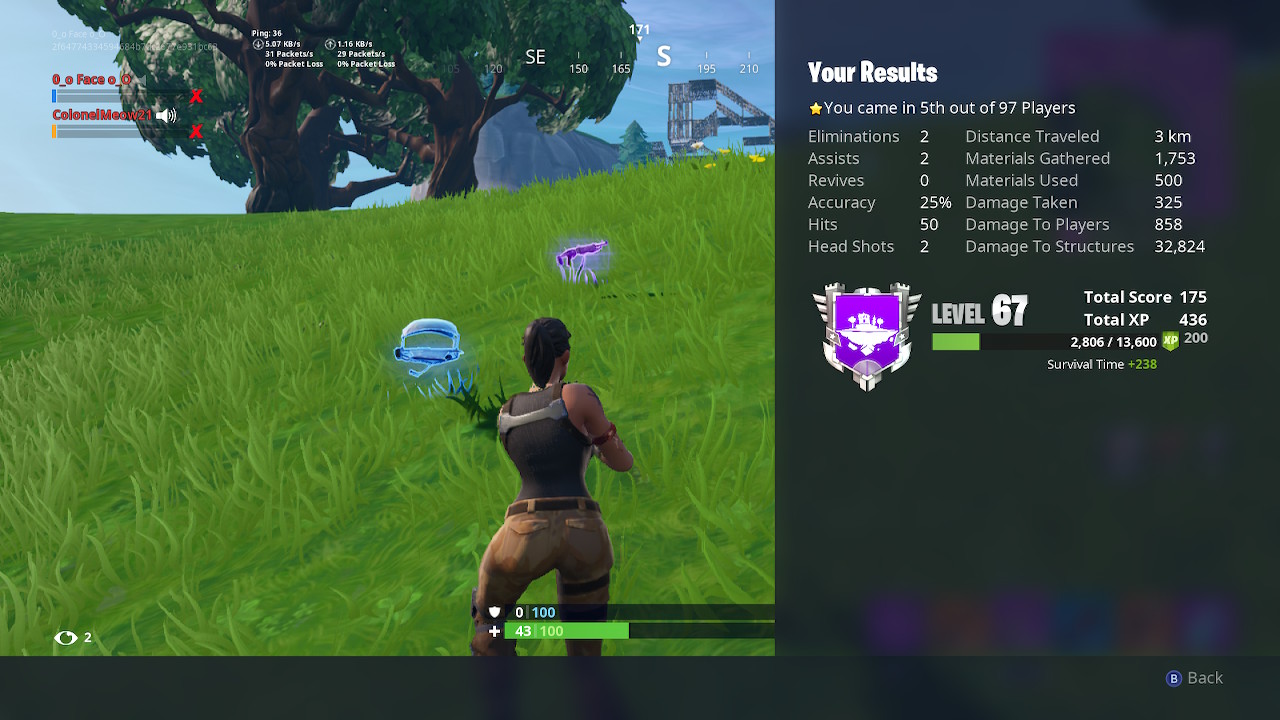 0_o Face o_O
Ping: 36
5.07 KB/s 1.16 KB/s
31 Packets/s 29 Packets/s
0% Packet Loss 0% Packet Loss
171
105 120 SE 150 165 S 195 210
0_o Face o_O
X
ColonelMeow21
X
Your Results
You came in 5th out of 97 Players
Eliminations 2 Distance Traveled 3 km
Assists 2 Materials Gathered 1,753
Revives 0 Materials Used 500
Accuracy 25% Damage Taken 325
Hits 50 Damage To Players 858
Head Shots 2 Damage To Structures 32,824
LEVEL 67
Total Score 175
Total XP 436
2,806 / 13,600 XP 200
Survival Time +238
0 | 100
43 | 100
2
B Back